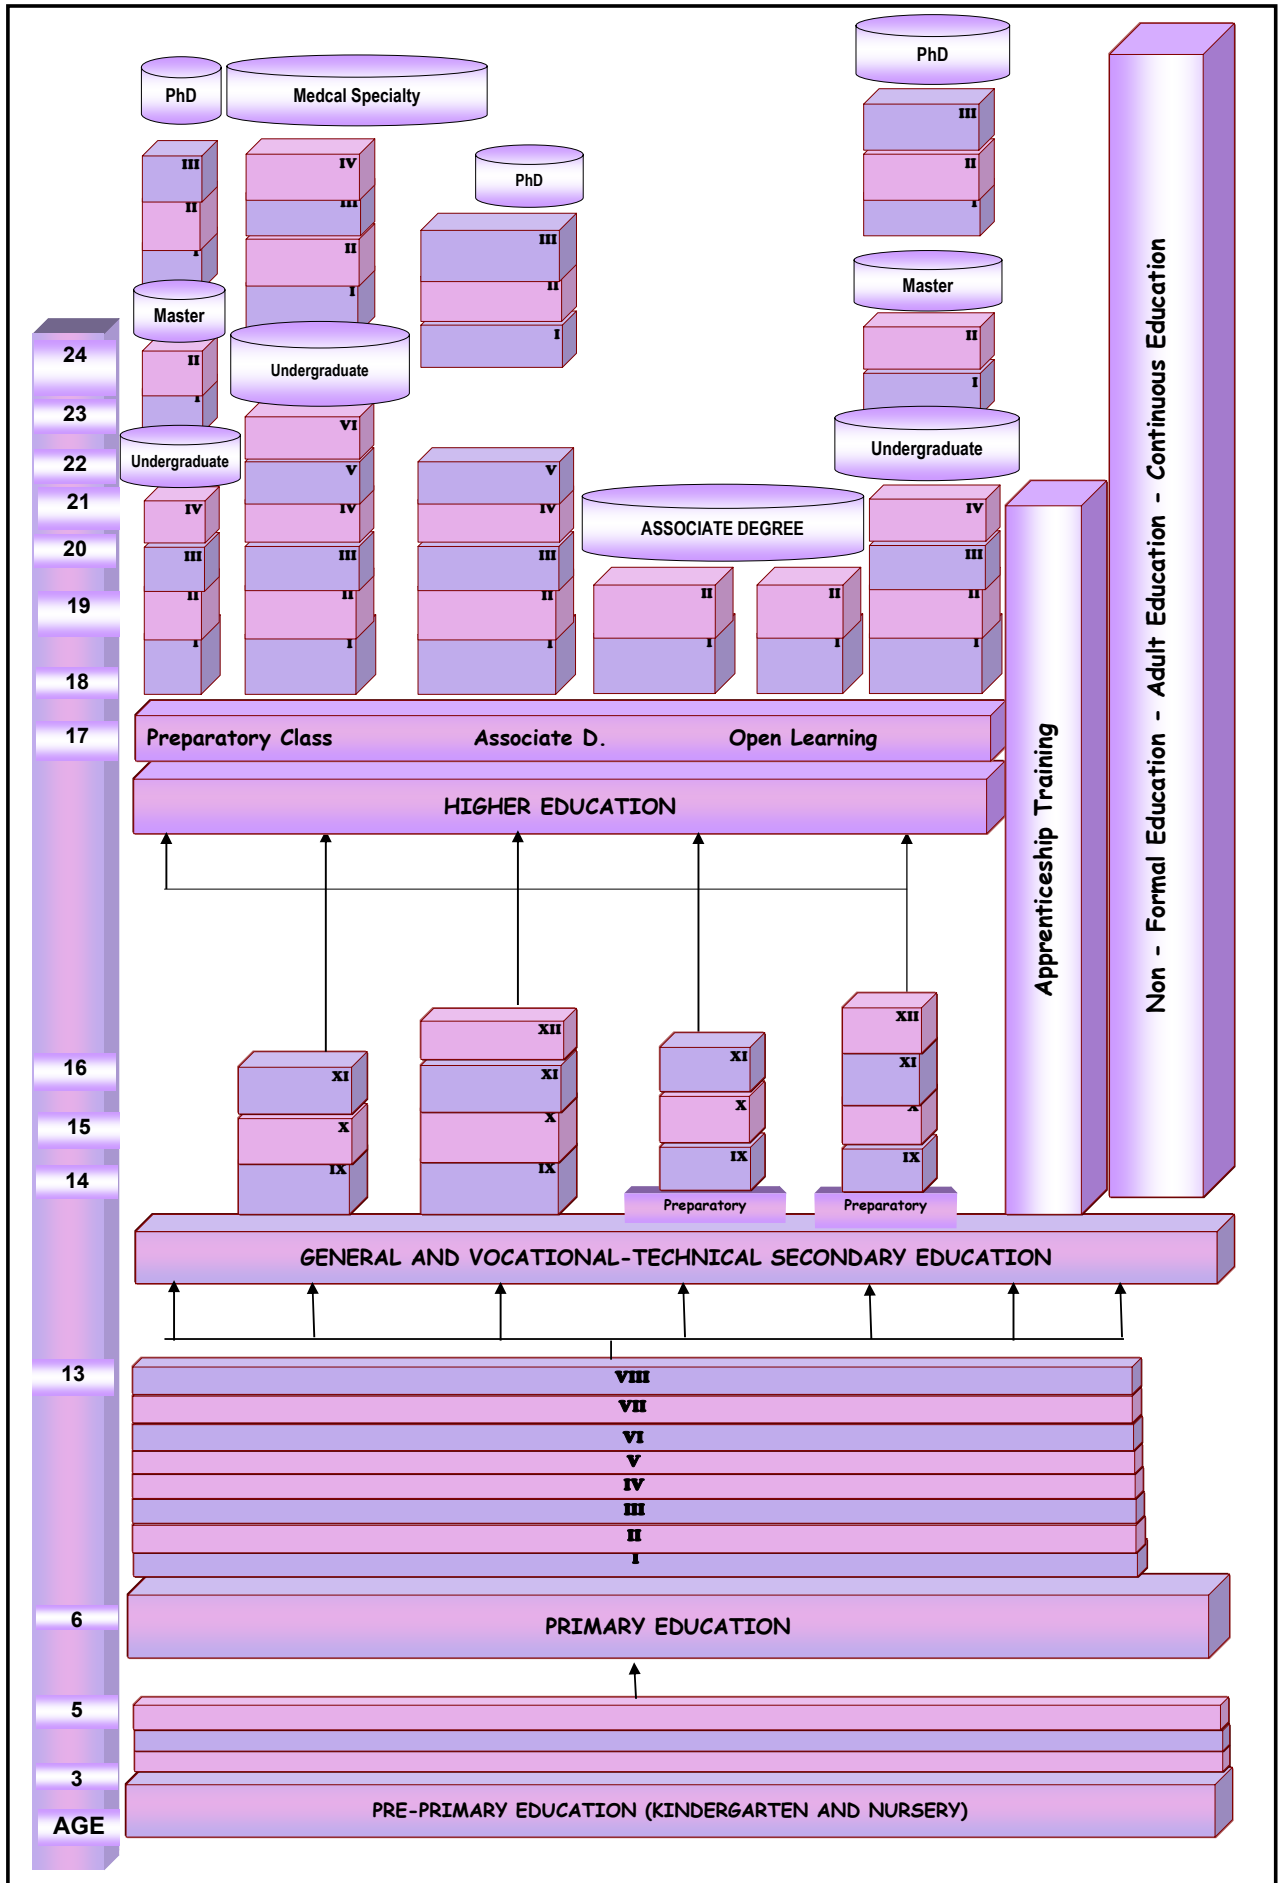 PhD
PhD
Medcal Specialty
PhD
III
II
I
IV
III
II
I
III
II
I
III
II
I
Master
Master
24
II
I
Undergraduate
II
I
23
Undergraduate
VI
Undergraduate
22
V
V
21
IV
IV
IV
ASSOCIATE DEGREE
IV
20
III
III
III
III
19
II
II
II
II
II
II
18
I
I
I
I
I
I
17
Preparatory Class
Associate D.
Open Learning
HIGHER EDUCATION
Apprenticeship Training
Non - Formal Education - Adult Education - Continuous Education
XII
XII
16
XI
XI
XI
XI
15
X
X
X
X
14
IX
IX
IX
IX
Preparatory
Preparatory
GENERAL AND VOCATIONAL-TECHNICAL SECONDARY EDUCATION
13
VIII
VII
VI
V
IV
III
II
I
6
PRIMARY EDUCATION
5
3
PRE-PRIMARY EDUCATION (KINDERGARTEN AND NURSERY)
AGE